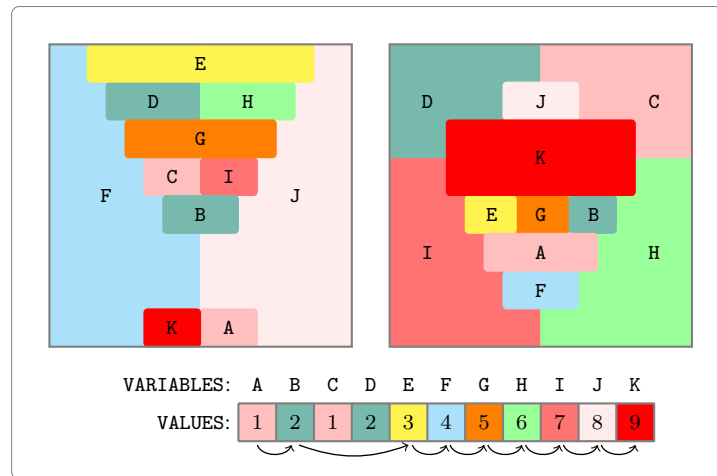 E
D H
G
C I
F J
B
K A
D J C
K
E G B
I A H
F
VARIABLES: A B C D E F G H I J K
VALUES: 1 2 1 2 3 4 5 6 7 8 9